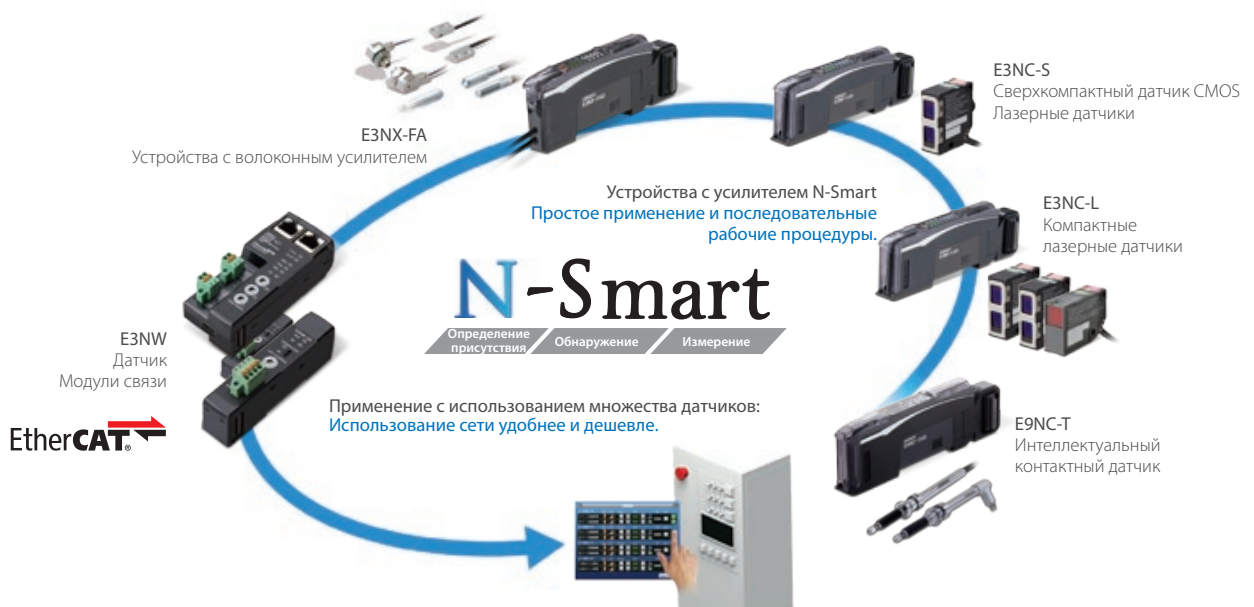 E3NX-FA
Устройства с волоконным усилителем
E3NC-S
Сверхкомпактный датчик CMOS
Лазерные датчики
Устройства с усилителем N-Smart
Простое применение и последовательные
рабочие процедуры.
E3NC-L
Компактные
лазерные датчики
N-Smart
Определение
присутствия
Обнаружение
Измерение
E3NW
Датчик
Модули связи
EtherCAT®
Применение с использованием множества датчиков:
Использование сети удобнее и дешевле.
E9NC-T
Интеллектуальный
контактный датчик